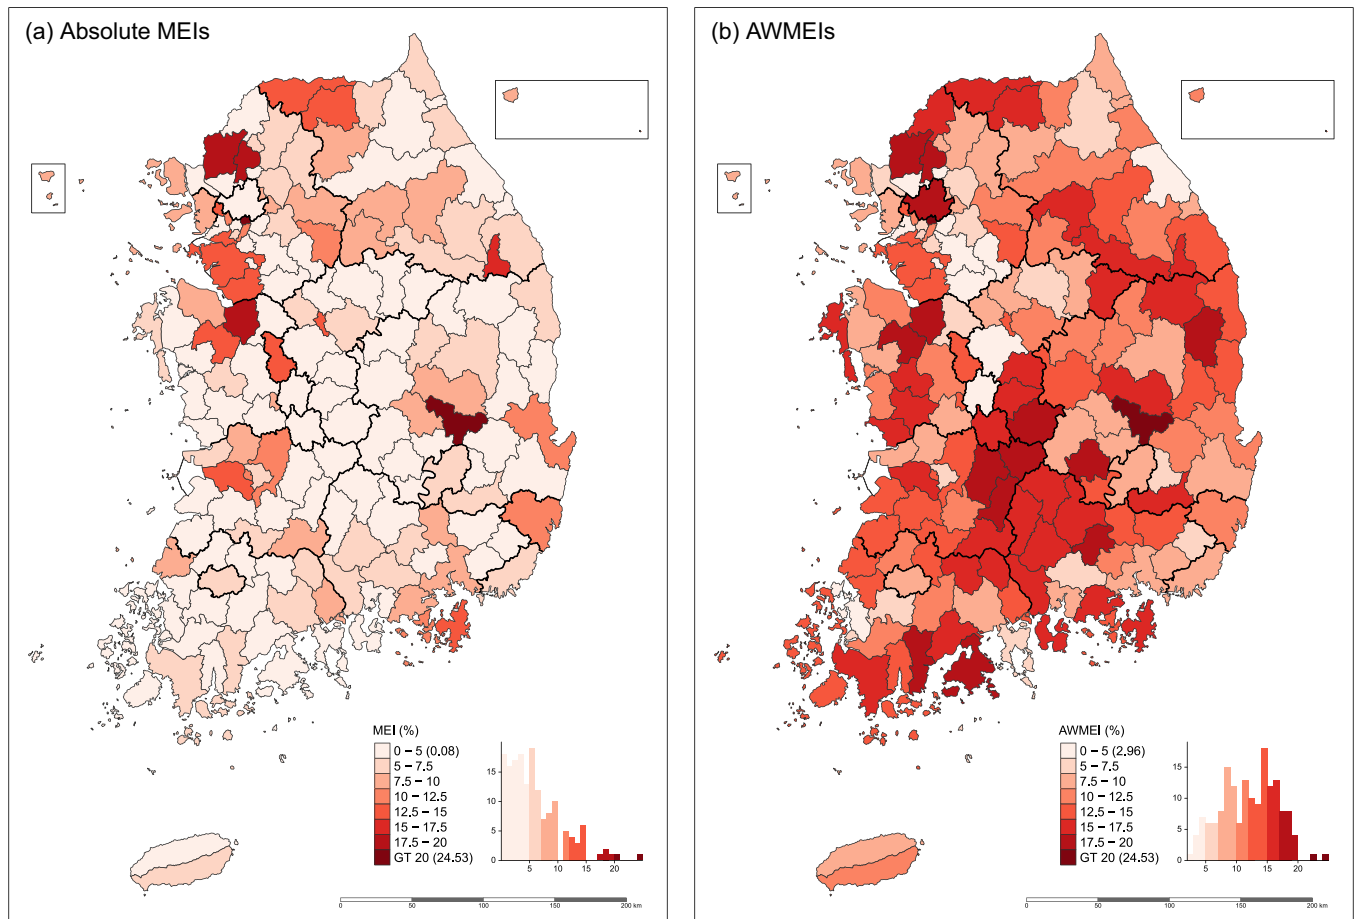 (a) Absolute MEIs
MEI (%)
0 – 5 (0.08)
5 – 7.5
7.5 – 10
10 – 12.5
12.5 – 15
15 – 17.5
17.5 – 20
GT 20 (24.53)
15
10
5
0
5
10
15
20
0
50
100
150
200 km
(b) AWMEIs
AWMEI (%)
0 – 5 (2.96)
5 – 7.5
7.5 – 10
10 – 12.5
12.5 – 15
15 – 17.5
17.5 – 20
GT 20 (24.53)
15
10
5
0
5
10
15
20
0
50
100
150
200 km